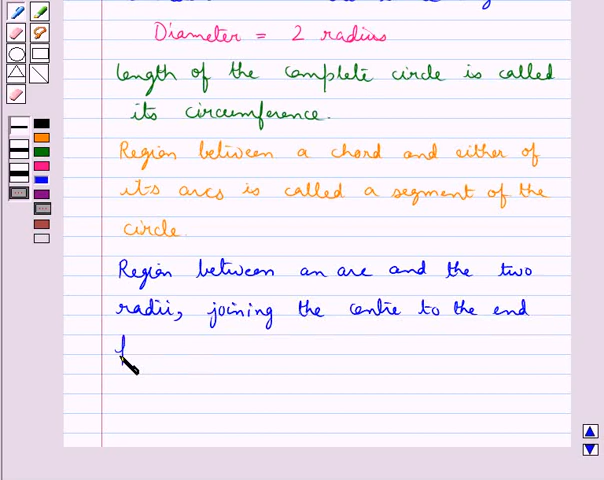 Diameter = 2 radius
Length of the complete circle is called
its circumference.
Region between a chord and either of
its arcs is called a segment of the
circle.
Region between an arc and the two
radii, joining the centre to the end